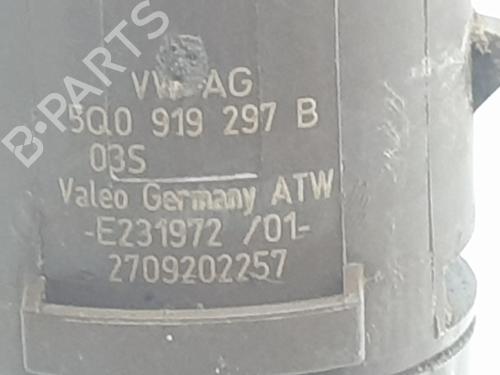 VW AG
5Q0 919 297 B
03S
Valeo Germany ATW
-E231972 /01-
2709202257
B-PARTS